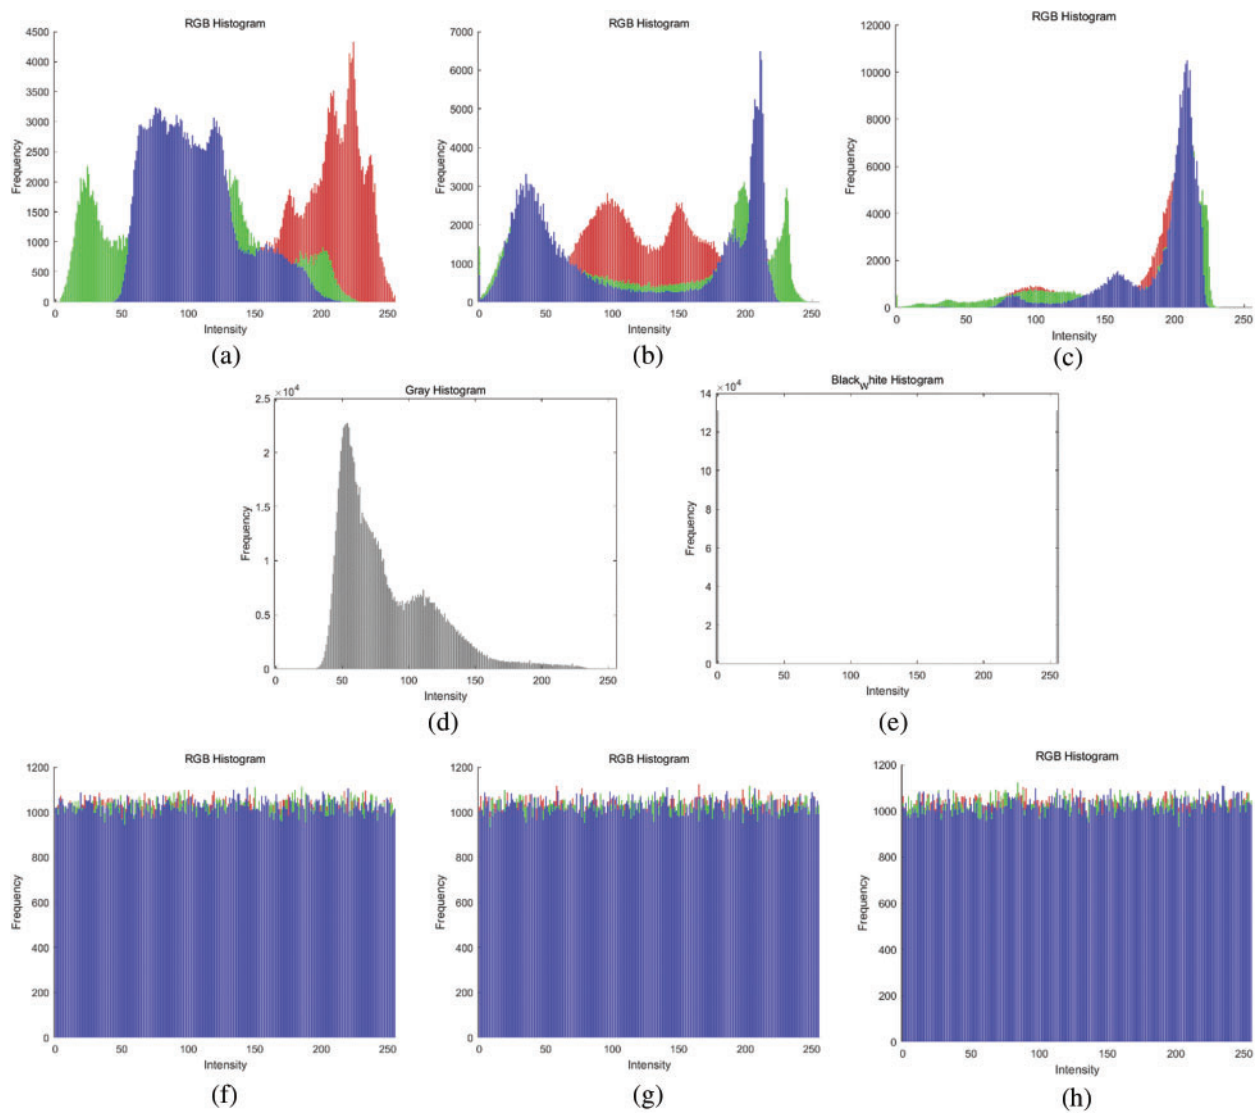 RGB Histogram
4500
4000
3500
3000
2500
2000
1500
1000
500
0
Frequency
0 50 100 150 200 250
Intensity
(a)
RGB Histogram
7000
6000
5000
4000
3000
2000
1000
0
Frequency
0 50 100 150 200 250
Intensity
(b)
RGB Histogram
12000
10000
8000
6000
4000
2000
0
Frequency
0 50 100 150 200 250
Intensity
(c)
Gray Histogram
×10⁴
2.5
2
1.5
1
0.5
0
Frequency
0 50 100 150 200 250
Intensity
(d)
Black_White Histogram
×10⁴
14
12
10
8
6
4
2
0
Frequency
0 50 100 150 200 250
Intensity
(e)
RGB Histogram
1200
1000
800
600
400
200
0
Frequency
0 50 100 150 200 250
Intensity
(f)
RGB Histogram
1200
1000
800
600
400
200
0
Frequency
0 50 100 150 200 250
Intensity
(g)
RGB Histogram
1200
1000
800
600
400
200
0
Frequency
0 50 100 150 200 250
Intensity
(h)